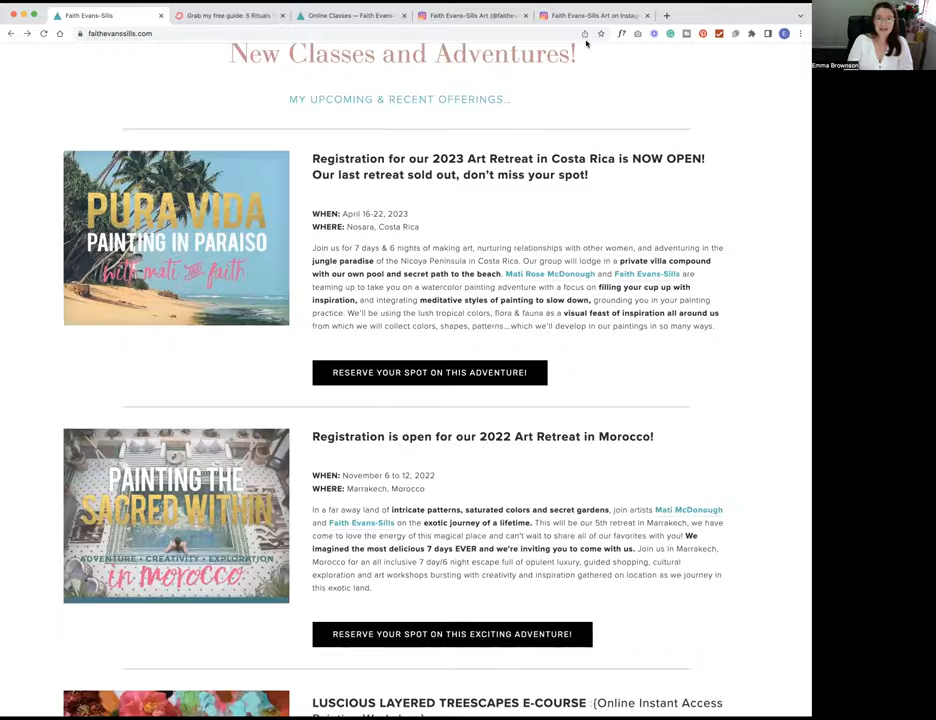 Faith Evans-Sills
Grab my free guide: 5 Rituals
Online Classes — Faith Evans-
Faith Evans-Sills Art (@faithev
Faith Evans-Sills Art on Instag
faithevanssills.com
Emma Brownson
New Classes and Adventures!
MY UPCOMING & RECENT OFFERINGS...
PURA VIDA
PAINTING IN PARAISO
with mati AND faith
Registration for our 2023 Art Retreat in Costa Rica is NOW OPEN!
Our last retreat sold out, don't miss your spot!
WHEN: April 16-22, 2023
WHERE: Nosara, Costa Rica
Join us for 7 days & 6 nights of making art, nurturing relationships with other women, and adventuring in the
jungle paradise of the Nicoya Peninsula in Costa Rica. Our group will lodge in a private villa compound
with our own pool and secret path to the beach. Mati Rose McDonough and Faith Evans-Sills are
teaming up to take you on a watercolor painting adventure with a focus on filling your cup up with
inspiration, and integrating meditative styles of painting to slow down, grounding you in your painting
practice. We'll be using the lush tropical colors, flora & fauna as a visual feast of inspiration all around us
from which we will collect colors, shapes, patterns...which we'll develop in our paintings in so many ways.
RESERVE YOUR SPOT ON THIS ADVENTURE!
PAINTING THE
SACRED WITHIN
ADVENTURE • CREATIVITY • EXPLORATION
in morocco
Registration is open for our 2022 Art Retreat in Morocco!
WHEN: November 6 to 12, 2022
WHERE: Marrakech, Morocco
In a far away land of intricate patterns, saturated colors and secret gardens, join artists Mati McDonough
and Faith Evans-Sills on the exotic journey of a lifetime. This will be our 5th retreat in Marrakech, we have
come to love the energy of this magical place and can't wait to share all of our favorites with you! We
imagined the most delicious 7 days EVER and we're inviting you to come with us. Join us in Marrakech,
Morocco for an all inclusive 7 day/6 night escape full of opulent luxury, guided shopping, cultural
exploration and art workshops bursting with creativity and inspiration gathered on location as we journey in
this exotic land.
RESERVE YOUR SPOT ON THIS EXCITING ADVENTURE!
LUSCIOUS LAYERED TREESCAPES E-COURSE {Online Instant Access